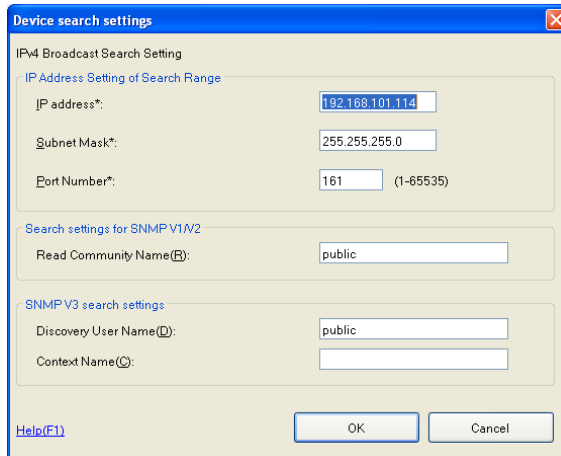 Device search settings
IPv4 Broadcast Search Setting
IP Address Setting of Search Range
IP address*: 192.168.101.114
Subnet Mask*: 255.255.255.0
Port Number*: 161 (1-65535)
Search settings for SNMP V1/V2
Read Community Name(R): public
SNMP V3 search settings
Discovery User Name(D): public
Context Name(C):
Help(F1) OK Cancel